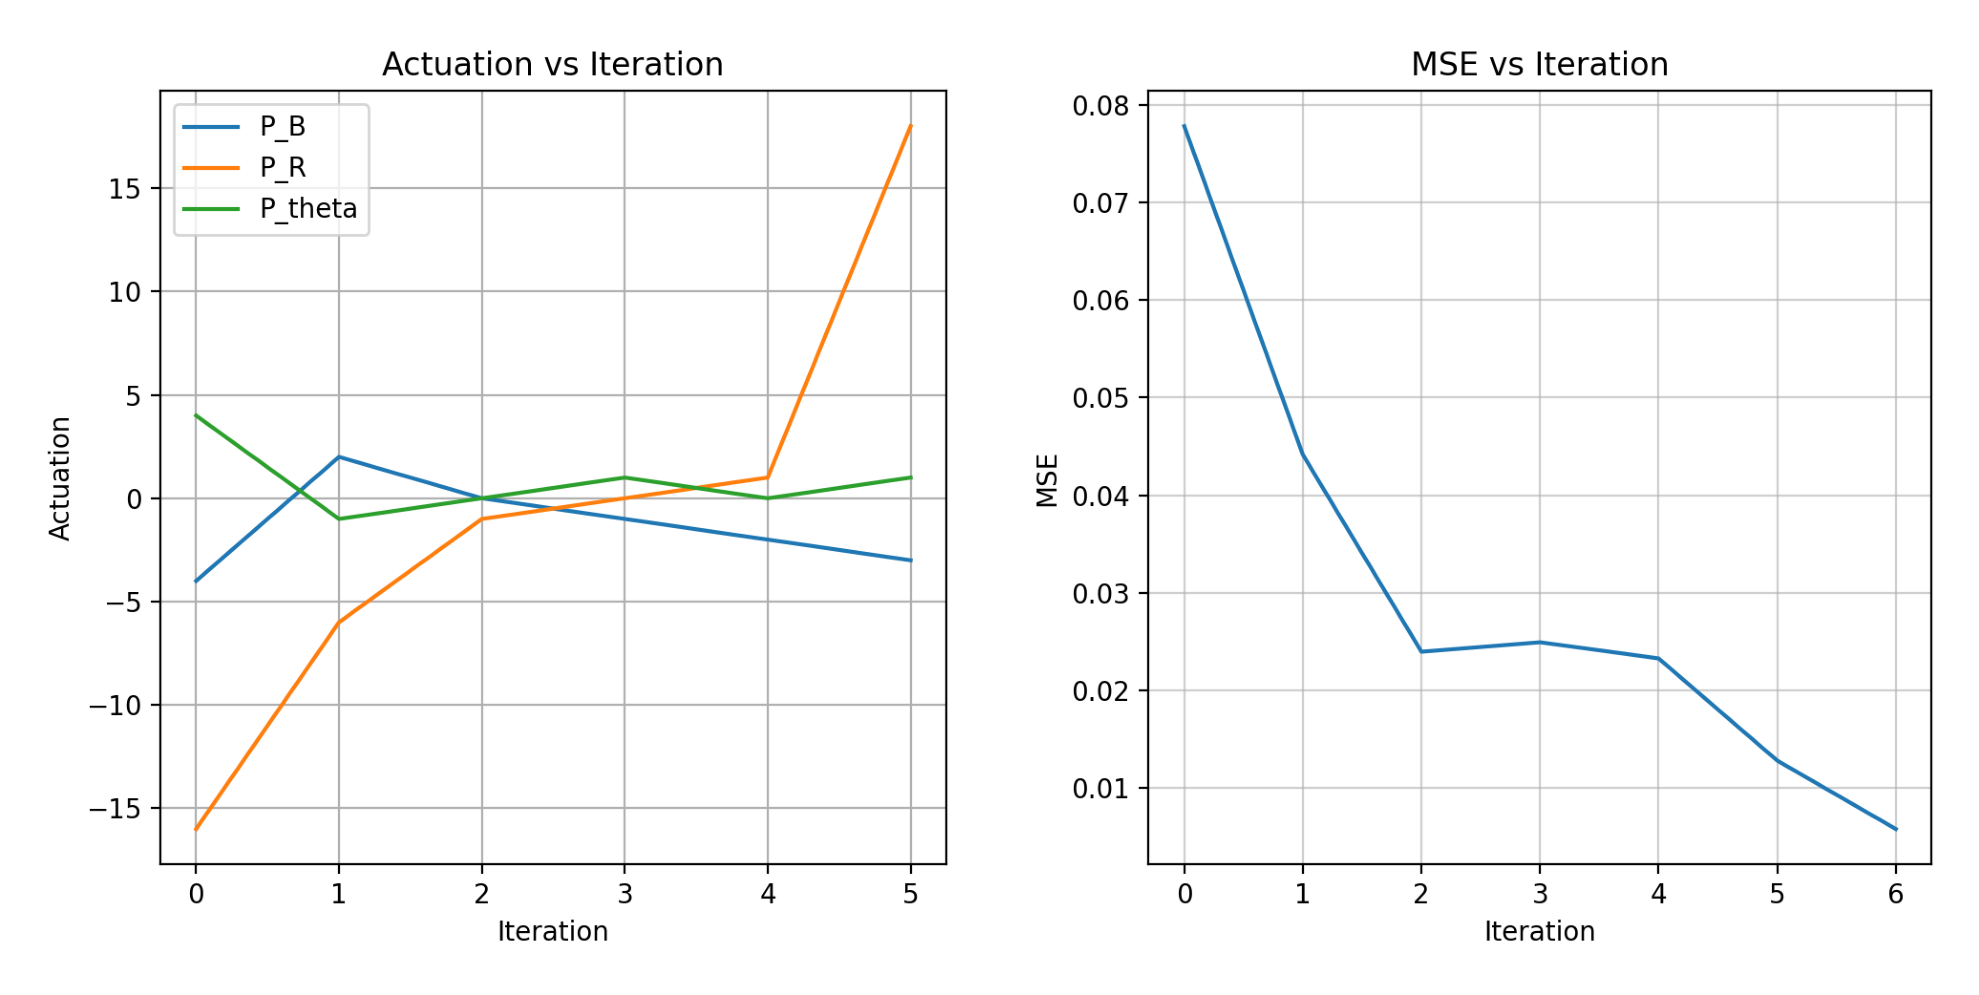 Actuation vs Iteration
P_B
P_R
P_theta
15
10
5
0
−5
−10
−15
Actuation
0 1 2 3 4 5
Iteration
MSE vs Iteration
0.08
0.07
0.06
0.05
0.04
0.03
0.02
0.01
MSE
0 1 2 3 4 5 6
Iteration